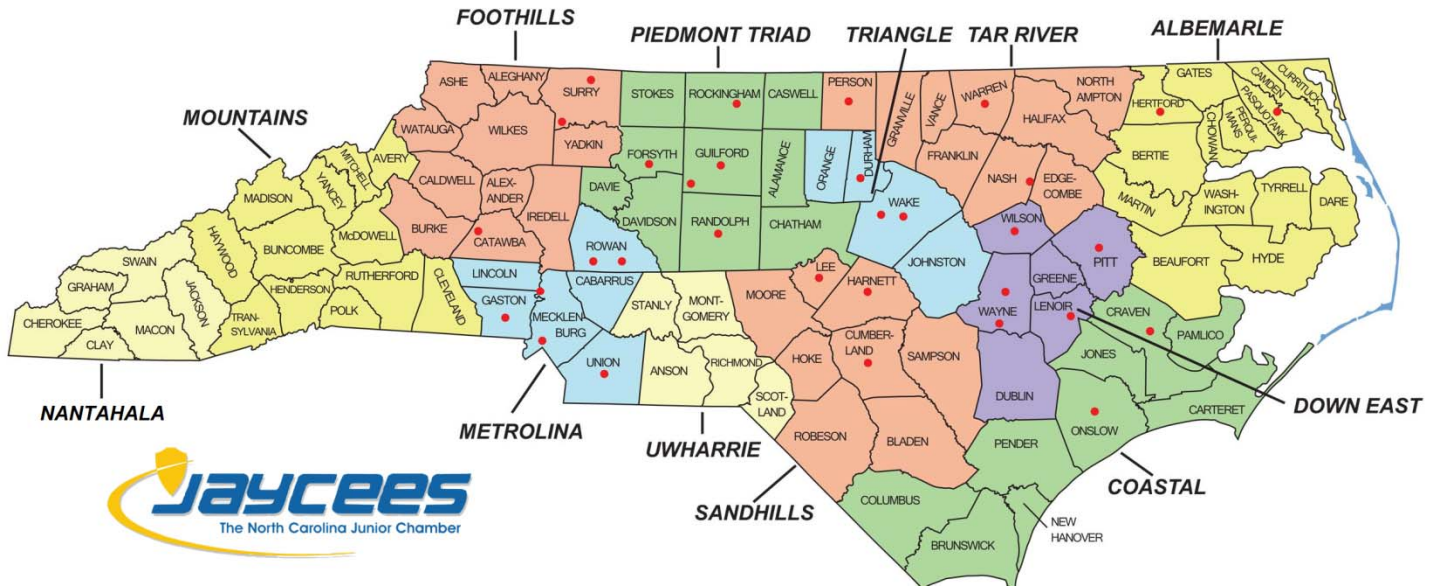 FOOTHILLS
PIEDMONT TRIAD
TRIANGLE
TAR RIVER
ALBEMARLE
MOUNTAINS
ASHE
ALEGHANY
SURRY
WATAUGA
WILKES
YADKIN
CALDWELL
ALEX-
ANDER
IREDELL
BURKE
CATAWBA
STOKES
ROCKINGHAM
CASWELL
FORSYTH
GUILFORD
ALAMANCE
DAVIE
DAVIDSON
RANDOLPH
CHATHAM
PERSON
GRANVILLE
VANCE
WARREN
NORTH
AMPTON
HALIFAX
FRANKLIN
NASH
EDGE-
COMBE
ORANGE
DURHAM
WAKE
JOHNSTON
GATES
HERTFORD
CAMDEN
CURRITUCK
PASQUOTANK
PERQUI-
MANS
CHOWAN
BERTIE
MARTIN
WASH-
INGTON
TYRRELL
DARE
BEAUFORT
HYDE
AVERY
MITCHELL
YANCEY
MADISON
HAYWOOD
BUNCOMBE
McDOWELL
RUTHERFORD
HENDERSON
POLK
TRAN-
SYLVANIA
CLEVELAND
SWAIN
GRAHAM
JACKSON
CHEROKEE
MACON
CLAY
LINCOLN
GASTON
ROWAN
CABARRUS
MECKLEN
BURG
UNION
STANLY
MONT-
GOMERY
ANSON
RICHMOND
SCOT-
LAND
MOORE
LEE
HARNETT
HOKE
CUMBER-
LAND
SAMPSON
ROBESON
BLADEN
WILSON
GREENE
PITT
WAYNE
LENOIR
DUBLIN
CRAVEN
PAMLICO
JONES
CARTERET
ONSLOW
PENDER
COLUMBUS
BRUNSWICK
NEW
HANOVER
NANTAHALA
METROLINA
UWHARRIE
SANDHILLS
COASTAL
DOWN EAST
Jaycees
The North Carolina Junior Chamber